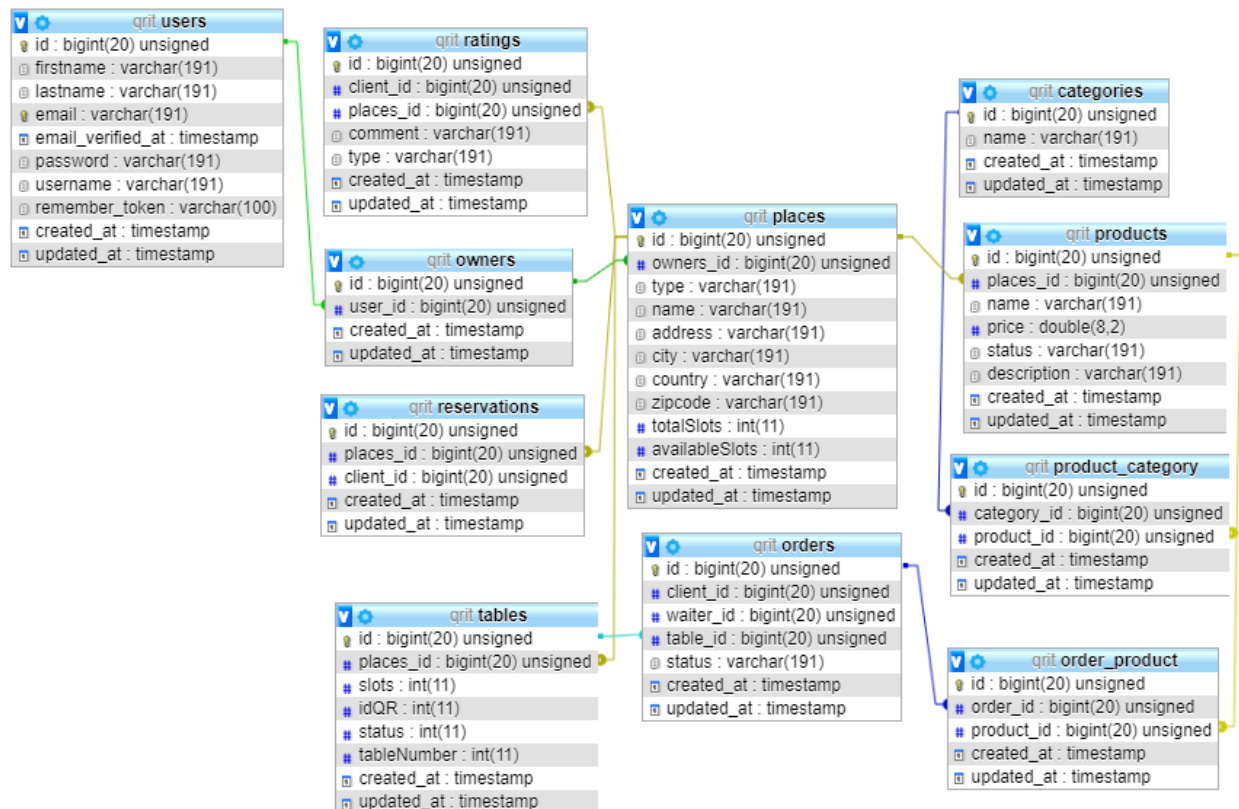 qrit users
id : bigint(20) unsigned
firstname : varchar(191)
lastname : varchar(191)
email : varchar(191)
email_verified_at : timestamp
password : varchar(191)
username : varchar(191)
remember_token : varchar(100)
created_at : timestamp
updated_at : timestamp
qrit ratings
id : bigint(20) unsigned
client_id : bigint(20) unsigned
places_id : bigint(20) unsigned
comment : varchar(191)
type : varchar(191)
created_at : timestamp
updated_at : timestamp
qrit owners
id : bigint(20) unsigned
user_id : bigint(20) unsigned
created_at : timestamp
updated_at : timestamp
qrit reservations
id : bigint(20) unsigned
places_id : bigint(20) unsigned
client_id : bigint(20) unsigned
created_at : timestamp
updated_at : timestamp
qrit tables
id : bigint(20) unsigned
places_id : bigint(20) unsigned
slots : int(11)
idQR : int(11)
status : int(11)
tableNumber : int(11)
created_at : timestamp
updated_at : timestamp
qrit places
id : bigint(20) unsigned
owners_id : bigint(20) unsigned
type : varchar(191)
name : varchar(191)
address : varchar(191)
city : varchar(191)
country : varchar(191)
zipcode : varchar(191)
totalSlots : int(11)
availableSlots : int(11)
created_at : timestamp
updated_at : timestamp
qrit orders
id : bigint(20) unsigned
client_id : bigint(20) unsigned
waiter_id : bigint(20) unsigned
table_id : bigint(20) unsigned
status : varchar(191)
created_at : timestamp
updated_at : timestamp
qrit categories
id : bigint(20) unsigned
name : varchar(191)
created_at : timestamp
updated_at : timestamp
qrit products
id : bigint(20) unsigned
places_id : bigint(20) unsigned
name : varchar(191)
price : double(8,2)
status : varchar(191)
description : varchar(191)
created_at : timestamp
updated_at : timestamp
qrit product_category
id : bigint(20) unsigned
category_id : bigint(20) unsigned
product_id : bigint(20) unsigned
created_at : timestamp
updated_at : timestamp
qrit order_product
id : bigint(20) unsigned
order_id : bigint(20) unsigned
product_id : bigint(20) unsigned
created_at : timestamp
updated_at : timestamp